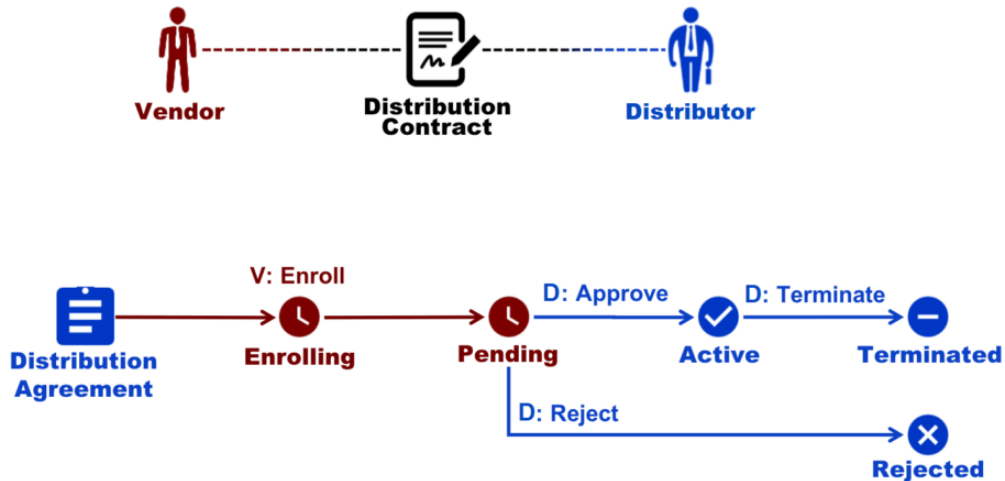 Vendor
Distribution
Contract
Distributor
V: Enroll
D: Approve
D: Terminate
Distribution
Agreement
Enrolling
Pending
Active
Terminated
D: Reject
Rejected